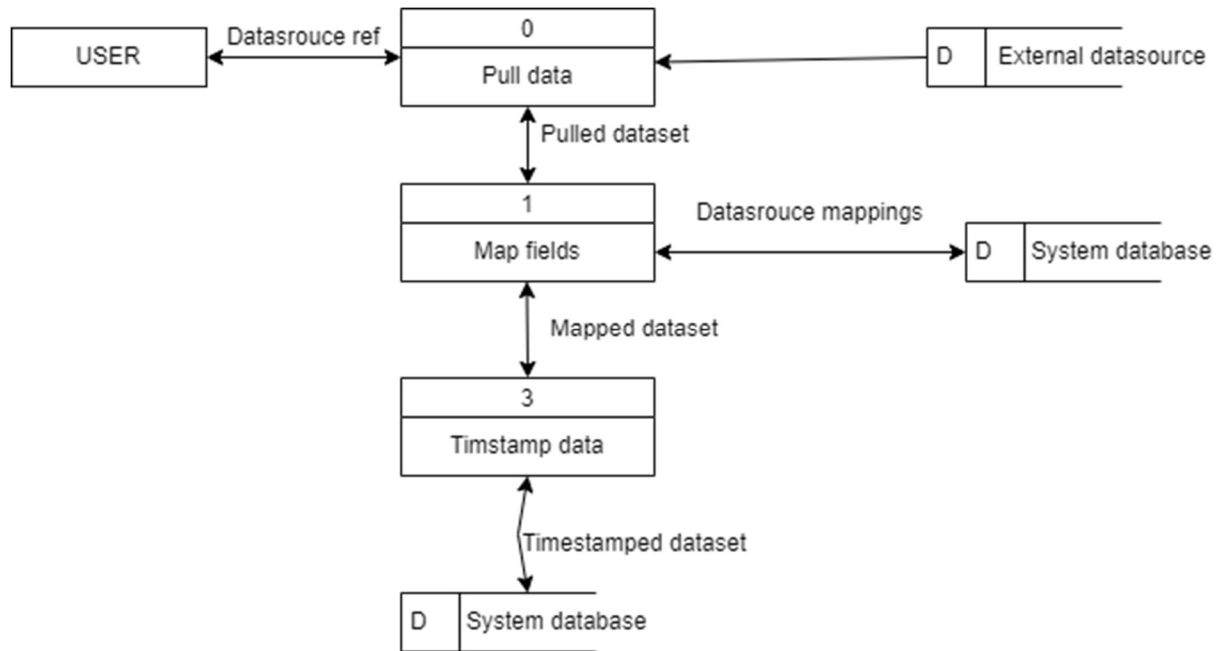 0
USER
Datasrouce ref
Pull data
D
External datasource
Pulled dataset
1
Map fields
Datasrouce mappings
D
System database
Mapped dataset
3
Timstamp data
Timestamped dataset
D
System database